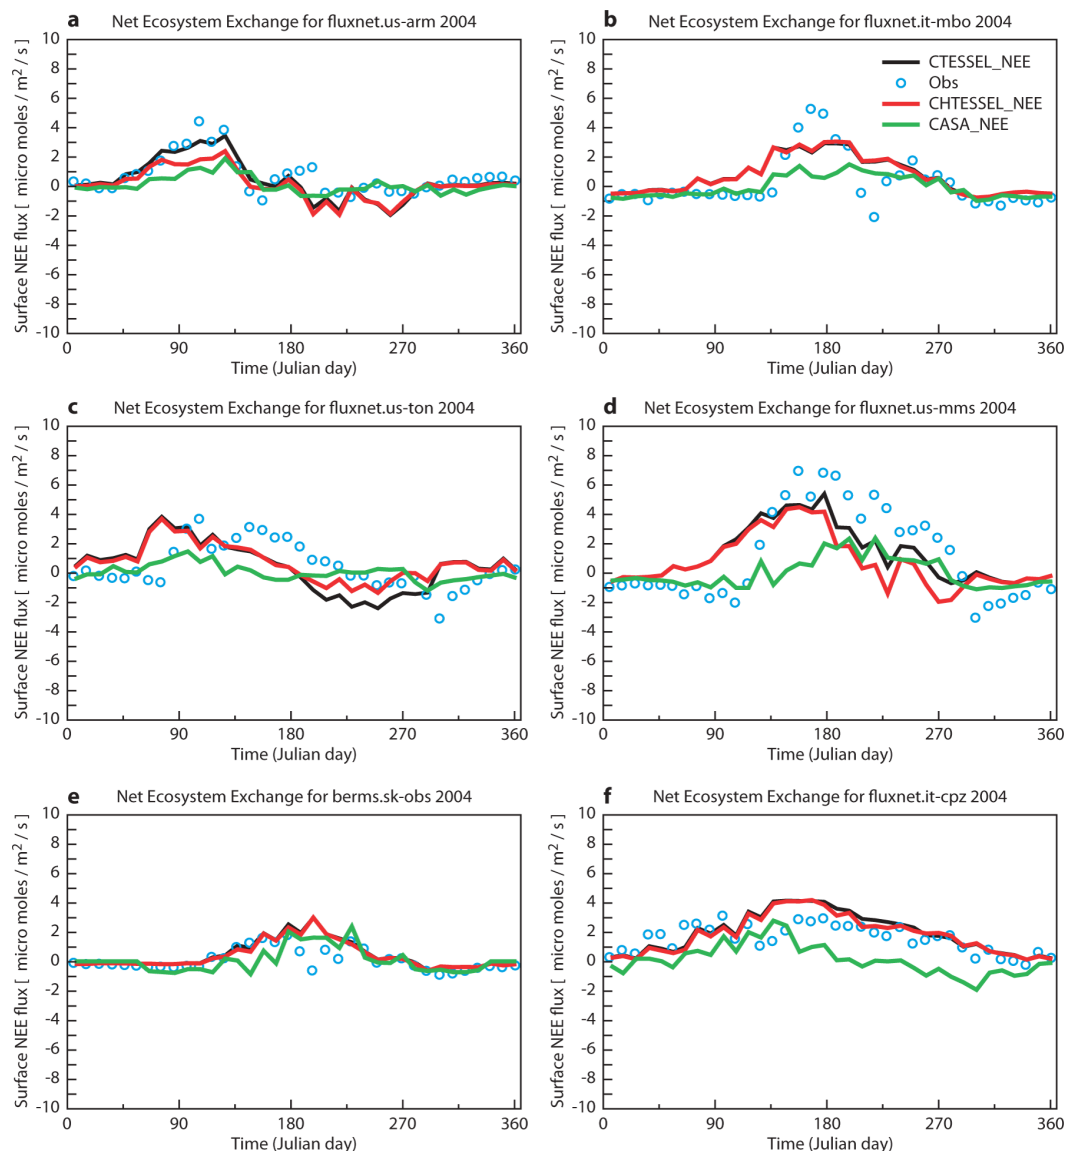 a Net Ecosystem Exchange for fluxnet.us-arm 2004
Surface NEE flux [ micro moles / m² / s ]
10
8
6
4
2
0
-2
-4
-6
-8
-10
0 90 180 270 360
Time (Julian day)
b Net Ecosystem Exchange for fluxnet.it-mbo 2004
Surface NEE flux [ micro moles / m² / s ]
10
8
6
4
2
0
-2
-4
-6
-8
-10
CTESSEL_NEE
Obs
CHTESSEL_NEE
CASA_NEE
0 90 180 270 360
Time (Julian day)
c Net Ecosystem Exchange for fluxnet.us-ton 2004
Surface NEE flux [ micro moles / m² / s ]
10
8
6
4
2
0
-2
-4
-6
-8
-10
0 90 180 270 360
Time (Julian day)
d Net Ecosystem Exchange for fluxnet.us-mms 2004
Surface NEE flux [ micro moles / m² / s ]
10
8
6
4
2
0
-2
-4
-6
-8
-10
0 90 180 270 360
Time (Julian day)
e Net Ecosystem Exchange for berms.sk-obs 2004
Surface NEE flux [ micro moles / m² / s ]
10
8
6
4
2
0
-2
-4
-6
-8
-10
0 90 180 270 360
Time (Julian day)
f Net Ecosystem Exchange for fluxnet.it-cpz 2004
Surface NEE flux [ micro moles / m² / s ]
10
8
6
4
2
0
-2
-4
-6
-8
-10
0 90 180 270 360
Time (Julian day)